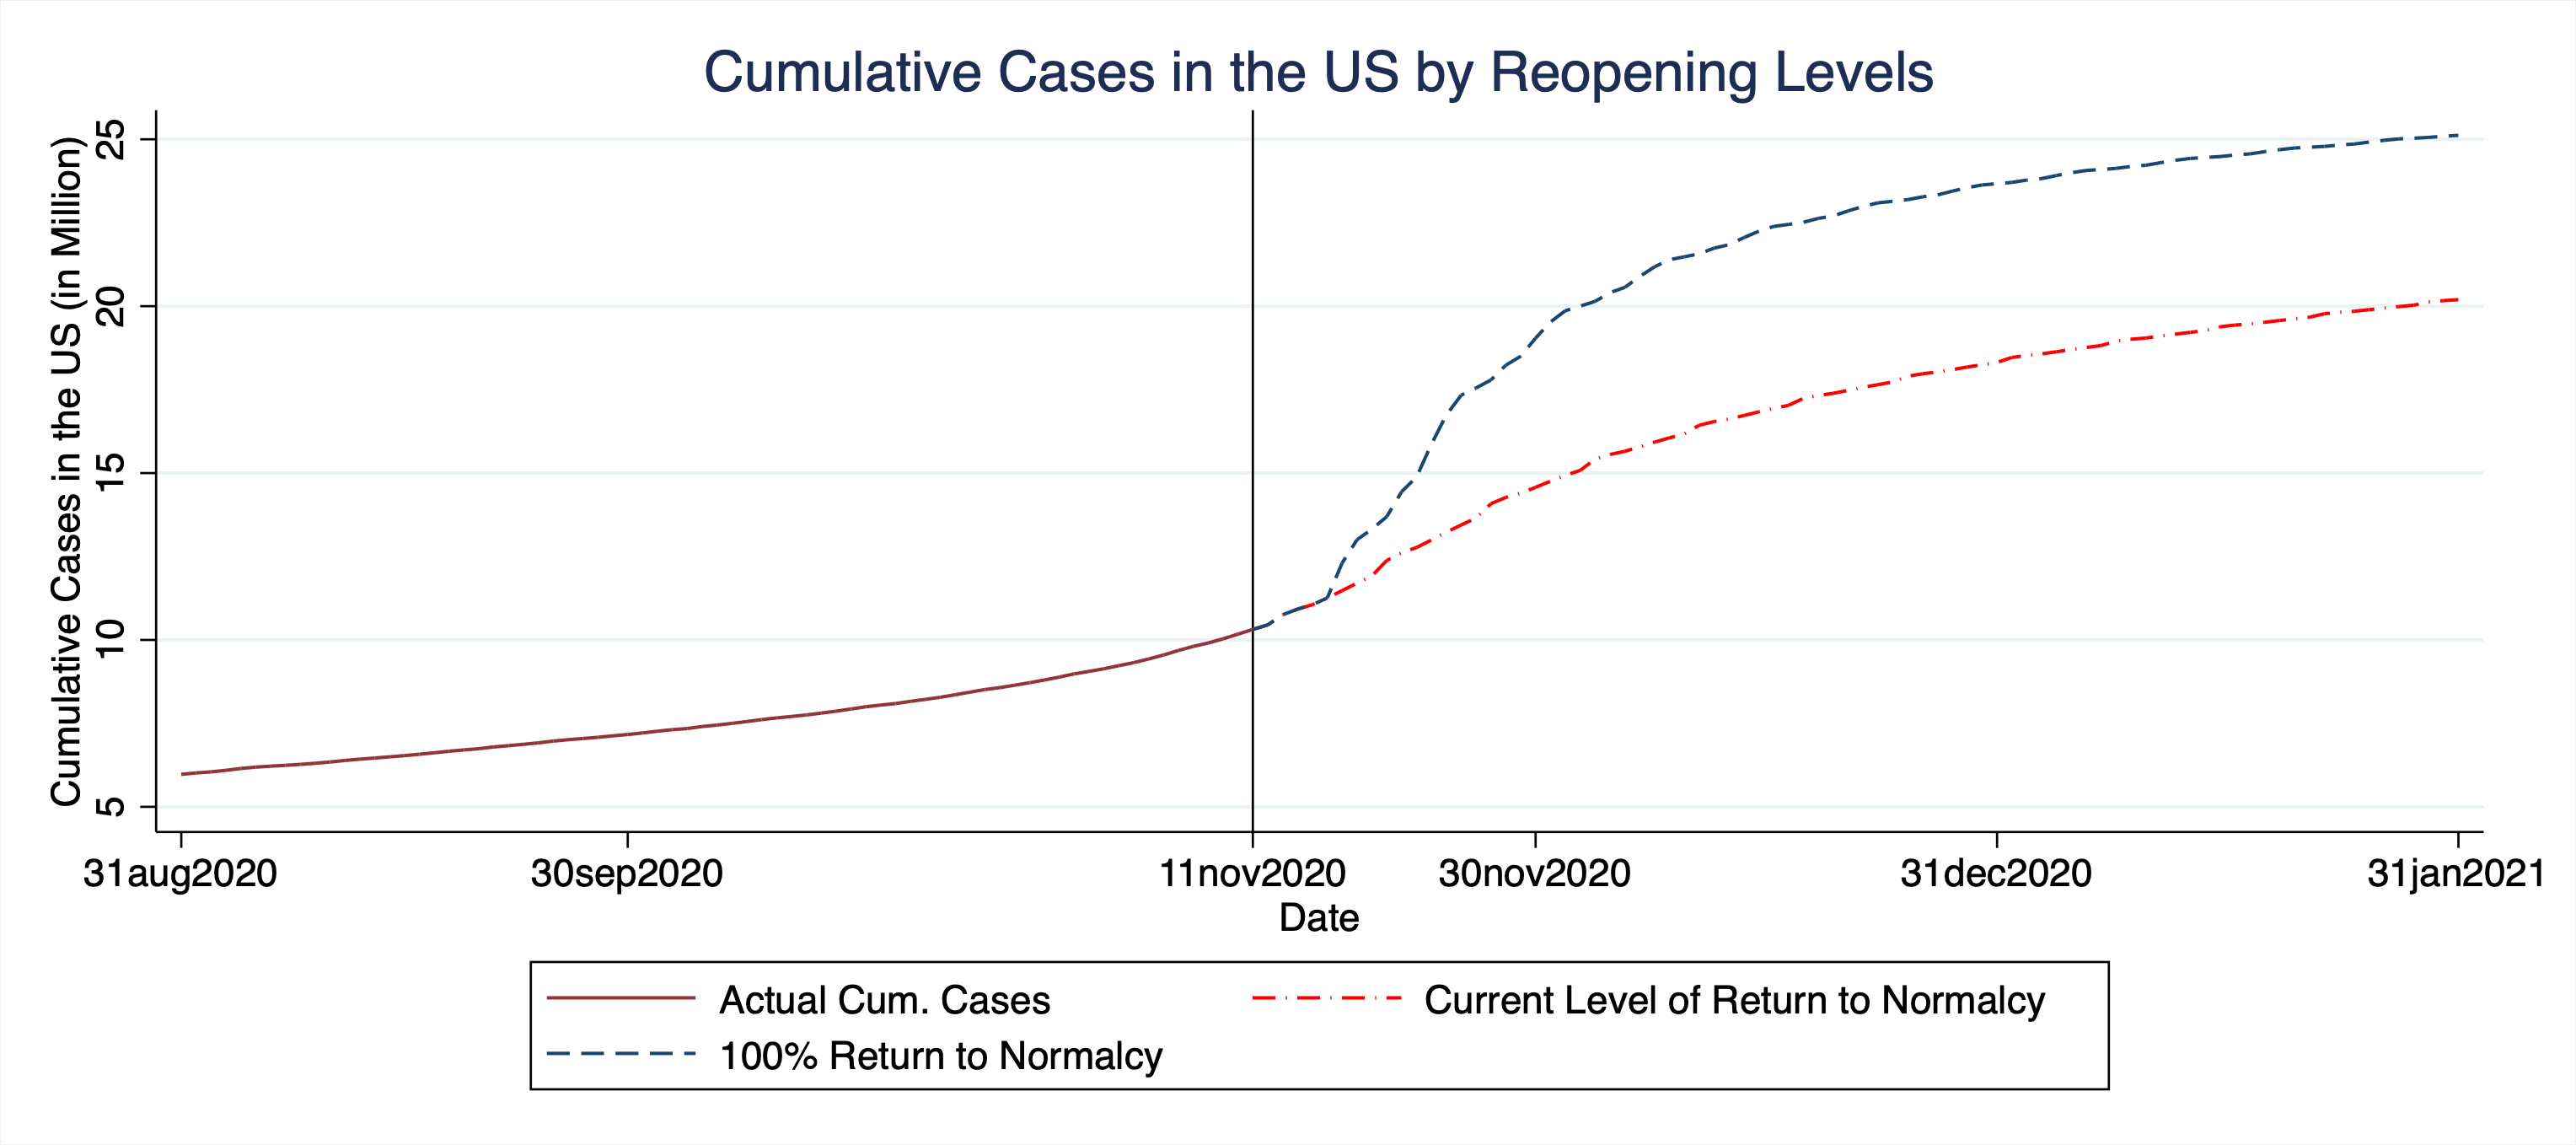 Cumulative Cases in the US by Reopening Levels
Cumulative Cases in the US (in Million)
25
20
15
10
5
31aug2020 30sep2020 11nov2020 30nov2020 31dec2020 31jan2021
Date
Actual Cum. Cases Current Level of Return to Normalcy
100% Return to Normalcy